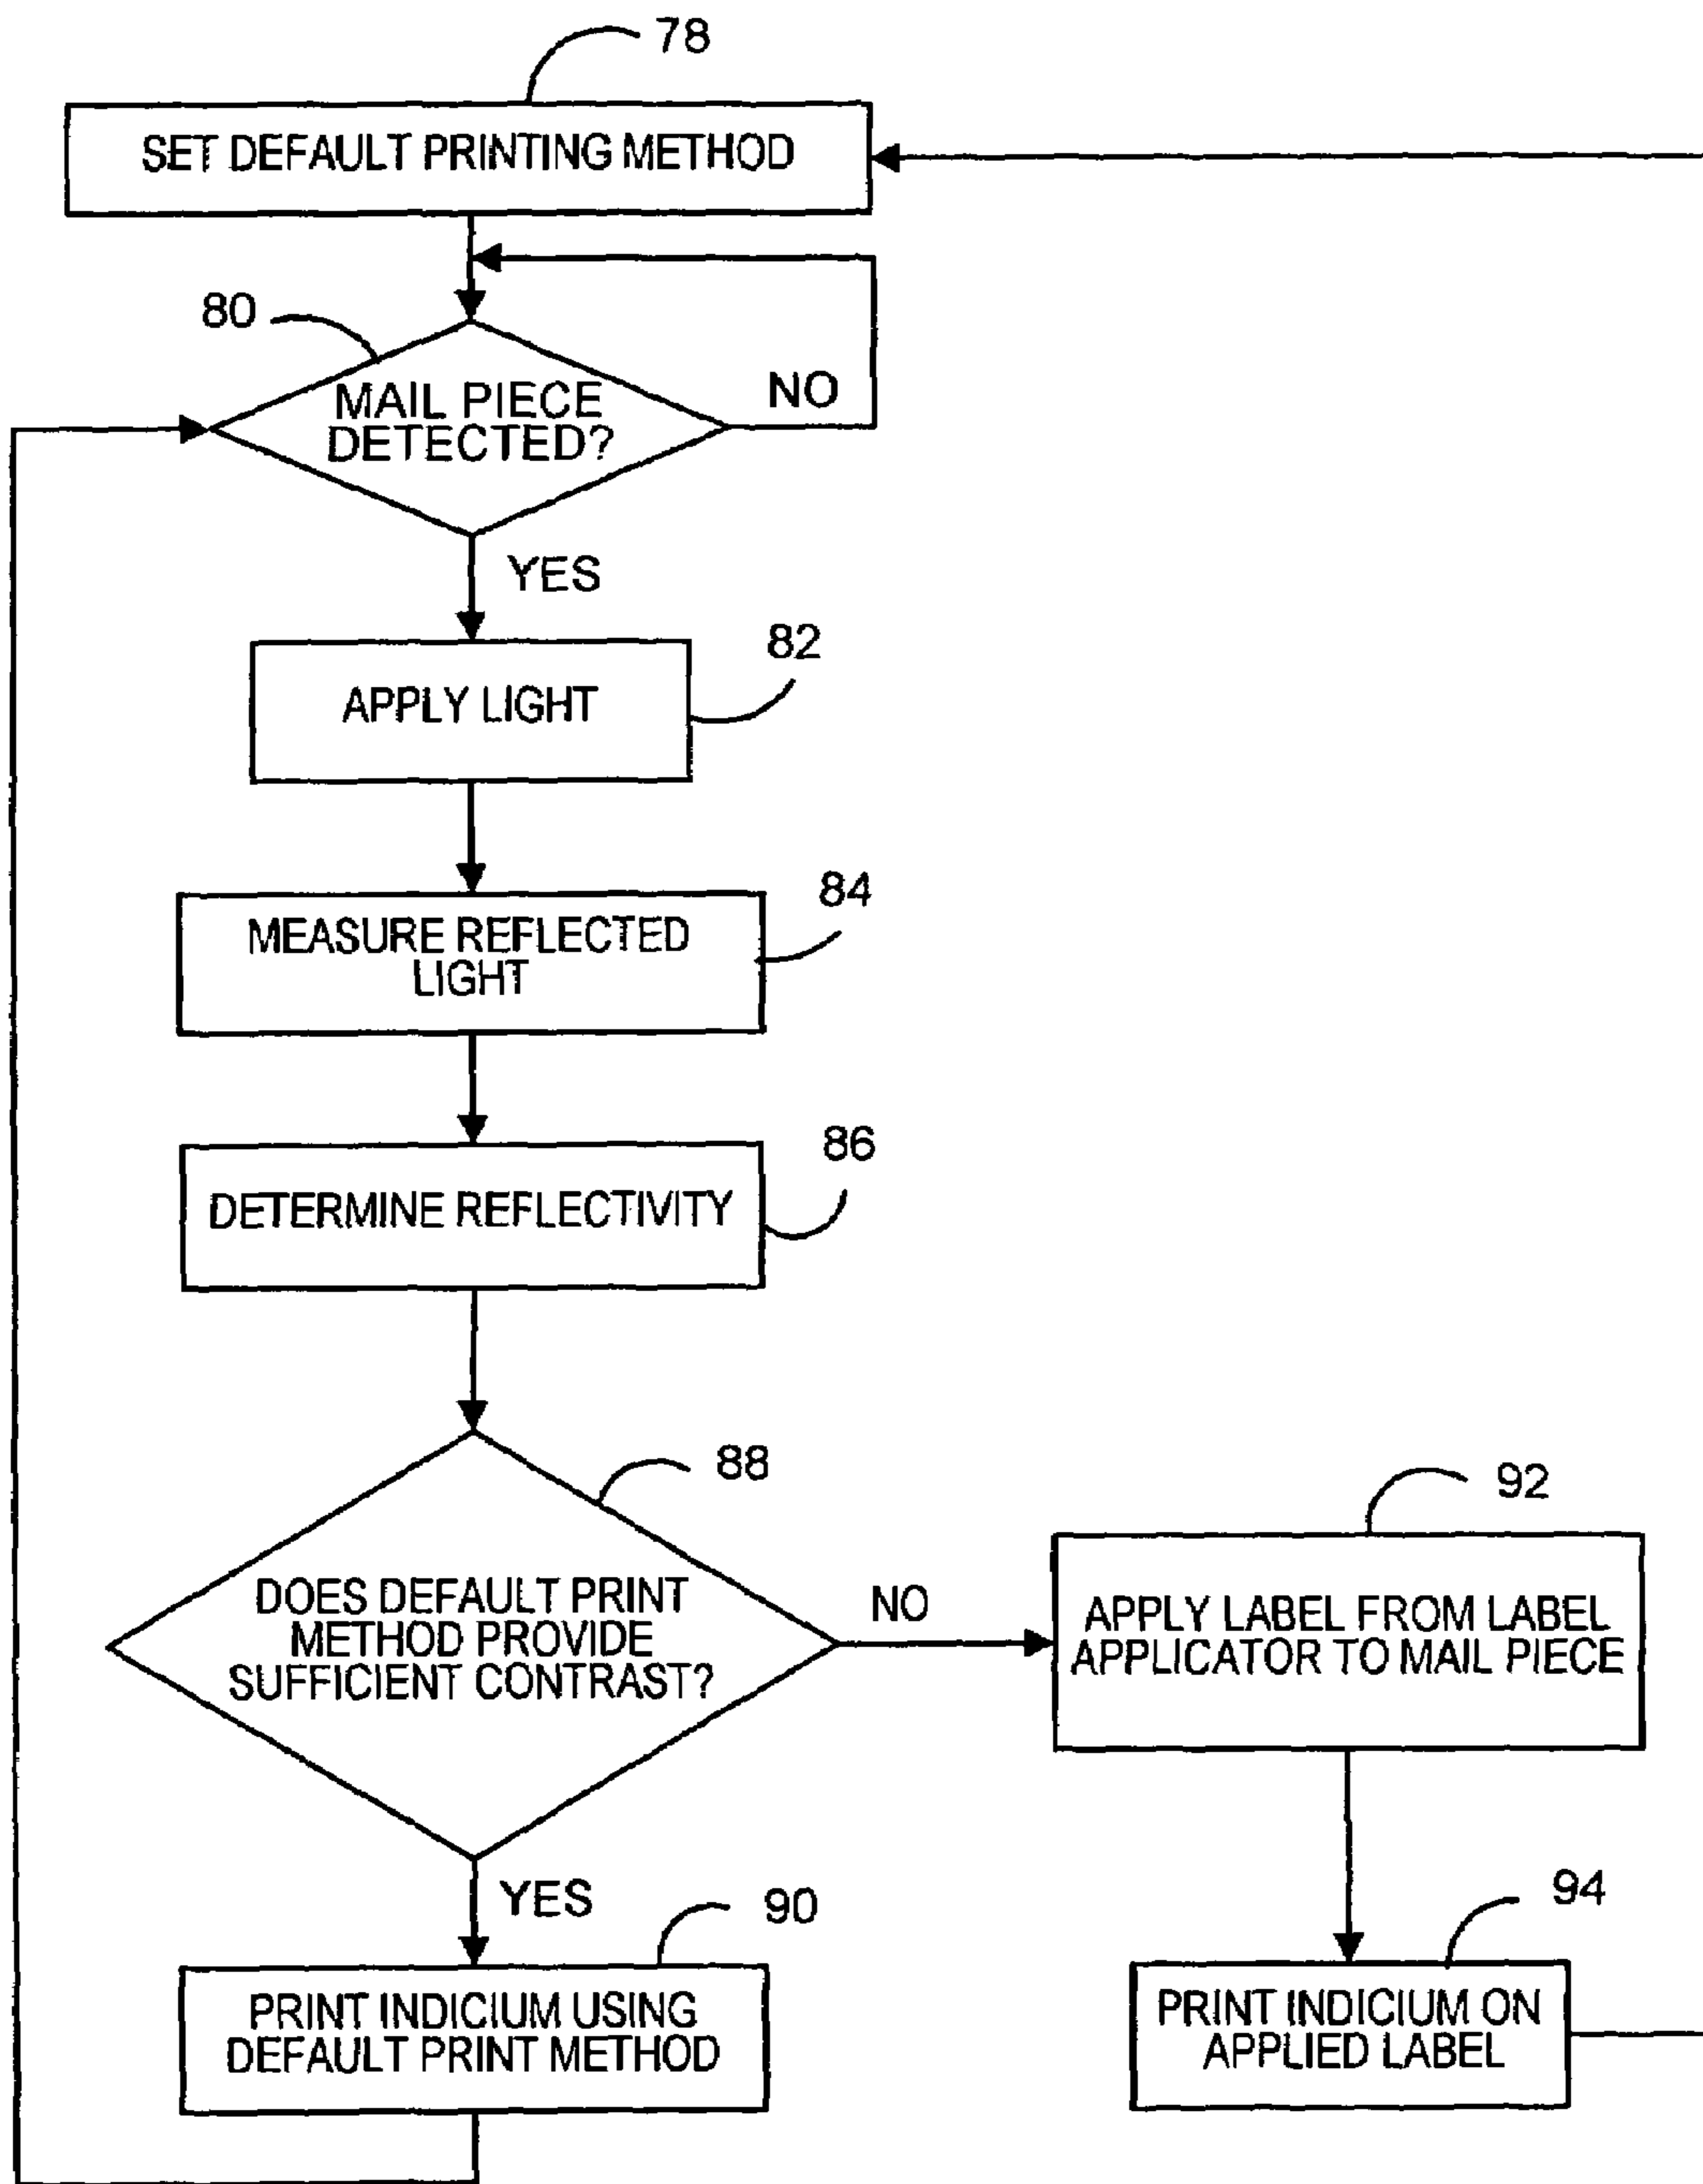 78
SET DEFAULT PRINTING METHOD
80
MAIL PIECE
DETECTED?
NO
YES
82
APPLY LIGHT
84
MEASURE REFLECTED
LIGHT
86
DETERMINE REFLECTIVITY
88
DOES DEFAULT PRINT
METHOD PROVIDE
SUFFICIENT CONTRAST?
NO
92
APPLY LABEL FROM LABEL
APPLICATOR TO MAIL PIECE
YES
90
PRINT INDICIUM USING
DEFAULT PRINT METHOD
94
PRINT INDICIUM ON
APPLIED LABEL